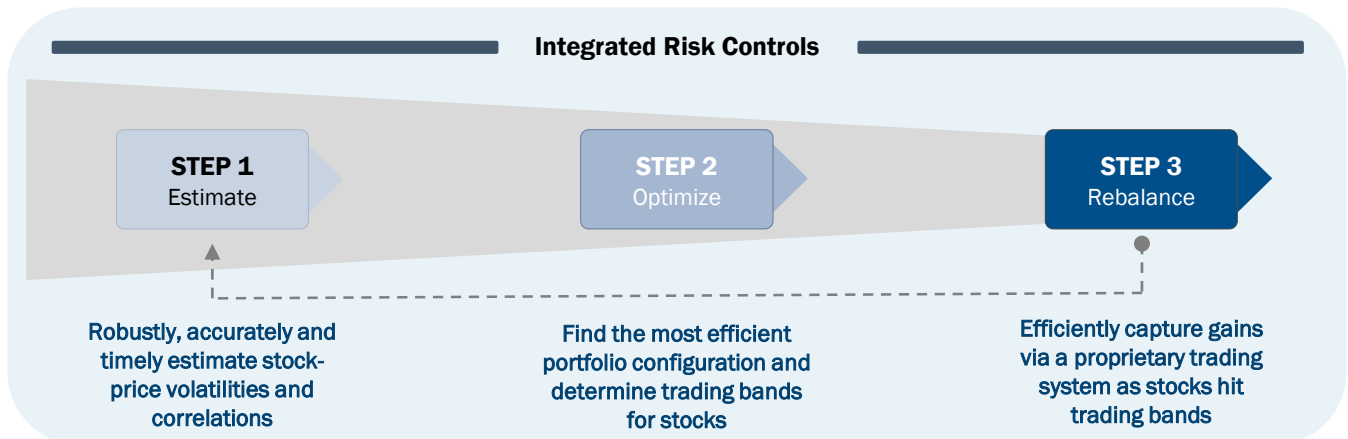 Integrated Risk Controls
STEP 1
Estimate
STEP 2
Optimize
STEP 3
Rebalance
Robustly, accurately and
timely estimate stock-
price volatilities and
correlations
Find the most efficient
portfolio configuration and
determine trading bands
for stocks
Efficiently capture gains
via a proprietary trading
system as stocks hit
trading bands